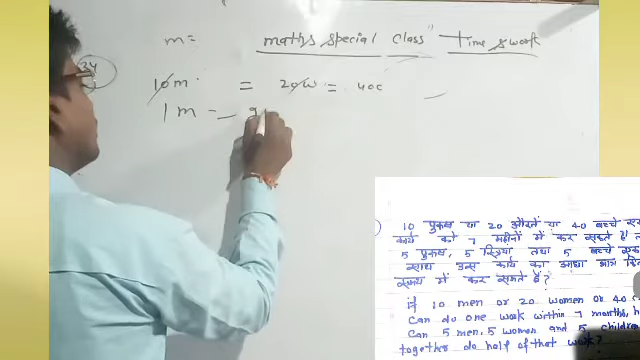 m= maths special class" Time & work
34
10m = 20w = 40c
1m = 2
10 पुरुष या 20 औरतें या 40 बच्चे
कार्य को 7 महीनों में कर सकते हैं
5 पुरुष, 5 स्त्रियां तथा 5 बच्चे
साथ उस कार्य का आधा भाग
समय में कर सकते हैं?
if 10 men or 20 women or 40
Can do one work within 7 months,
Can 5 men, 5 women and 5
together do half of that work?